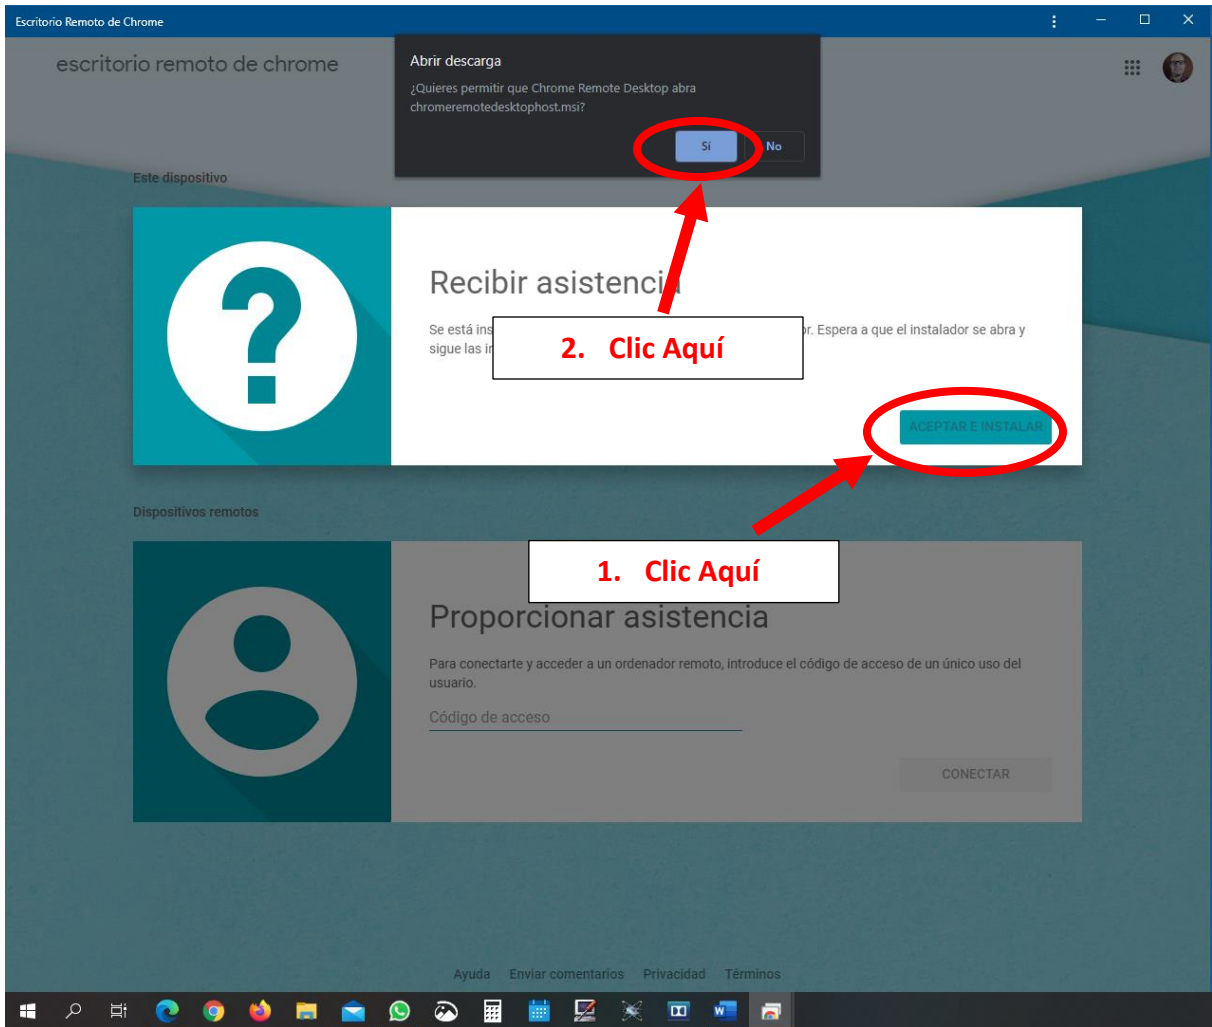 Escritorio Remoto de Chrome
escritorio remoto de chrome
Abrir descarga
¿Quieres permitir que Chrome Remote Desktop abra
chromeremotedesktophost.msi?
Sí No
Este dispositivo
Recibir asistencia
Se está . Espera a que el instalador se abra y
sigue las
2. Clic Aquí
ACEPTAR E INSTALAR
Dispositivos remotos
1. Clic Aquí
Proporcionar asistencia
Para conectarte y acceder a un ordenador remoto, introduce el código de acceso de un único uso del
usuario.
Código de acceso
CONECTAR
Ayuda Enviar comentarios Privacidad Términos